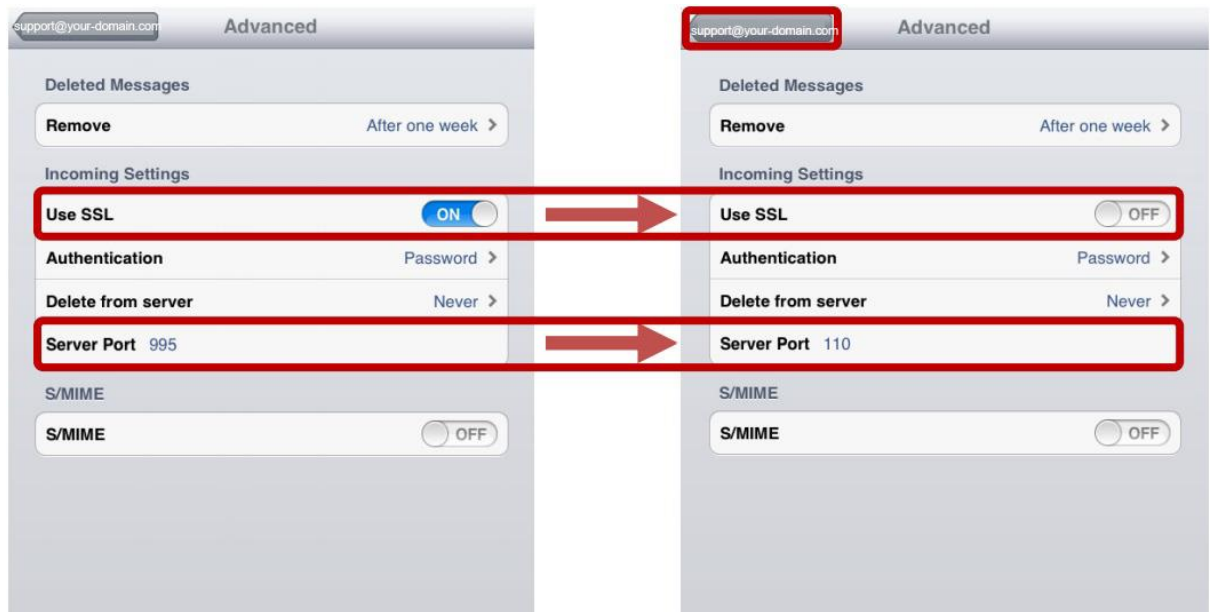 support@your-domain.com Advanced
Deleted Messages
Remove After one week
Incoming Settings
Use SSL ON
Authentication Password
Delete from server Never
Server Port 995
S/MIME
S/MIME OFF
support@your-domain.com Advanced
Deleted Messages
Remove After one week
Incoming Settings
Use SSL OFF
Authentication Password
Delete from server Never
Server Port 110
S/MIME
S/MIME OFF